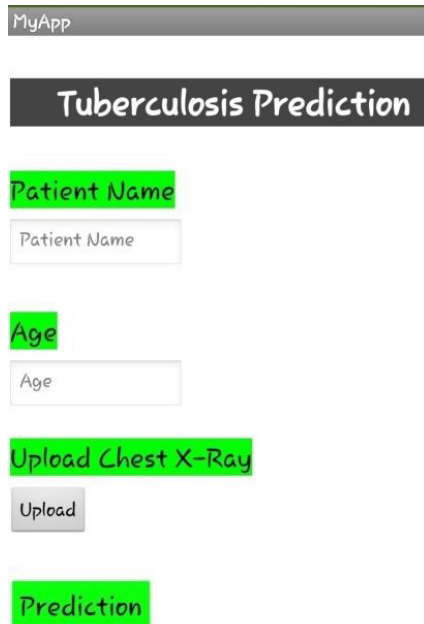 MyApp
Tuberculosis Prediction
Patient Name
Patient Name
Age
Age
Upload Chest X-Ray
Upload
Prediction